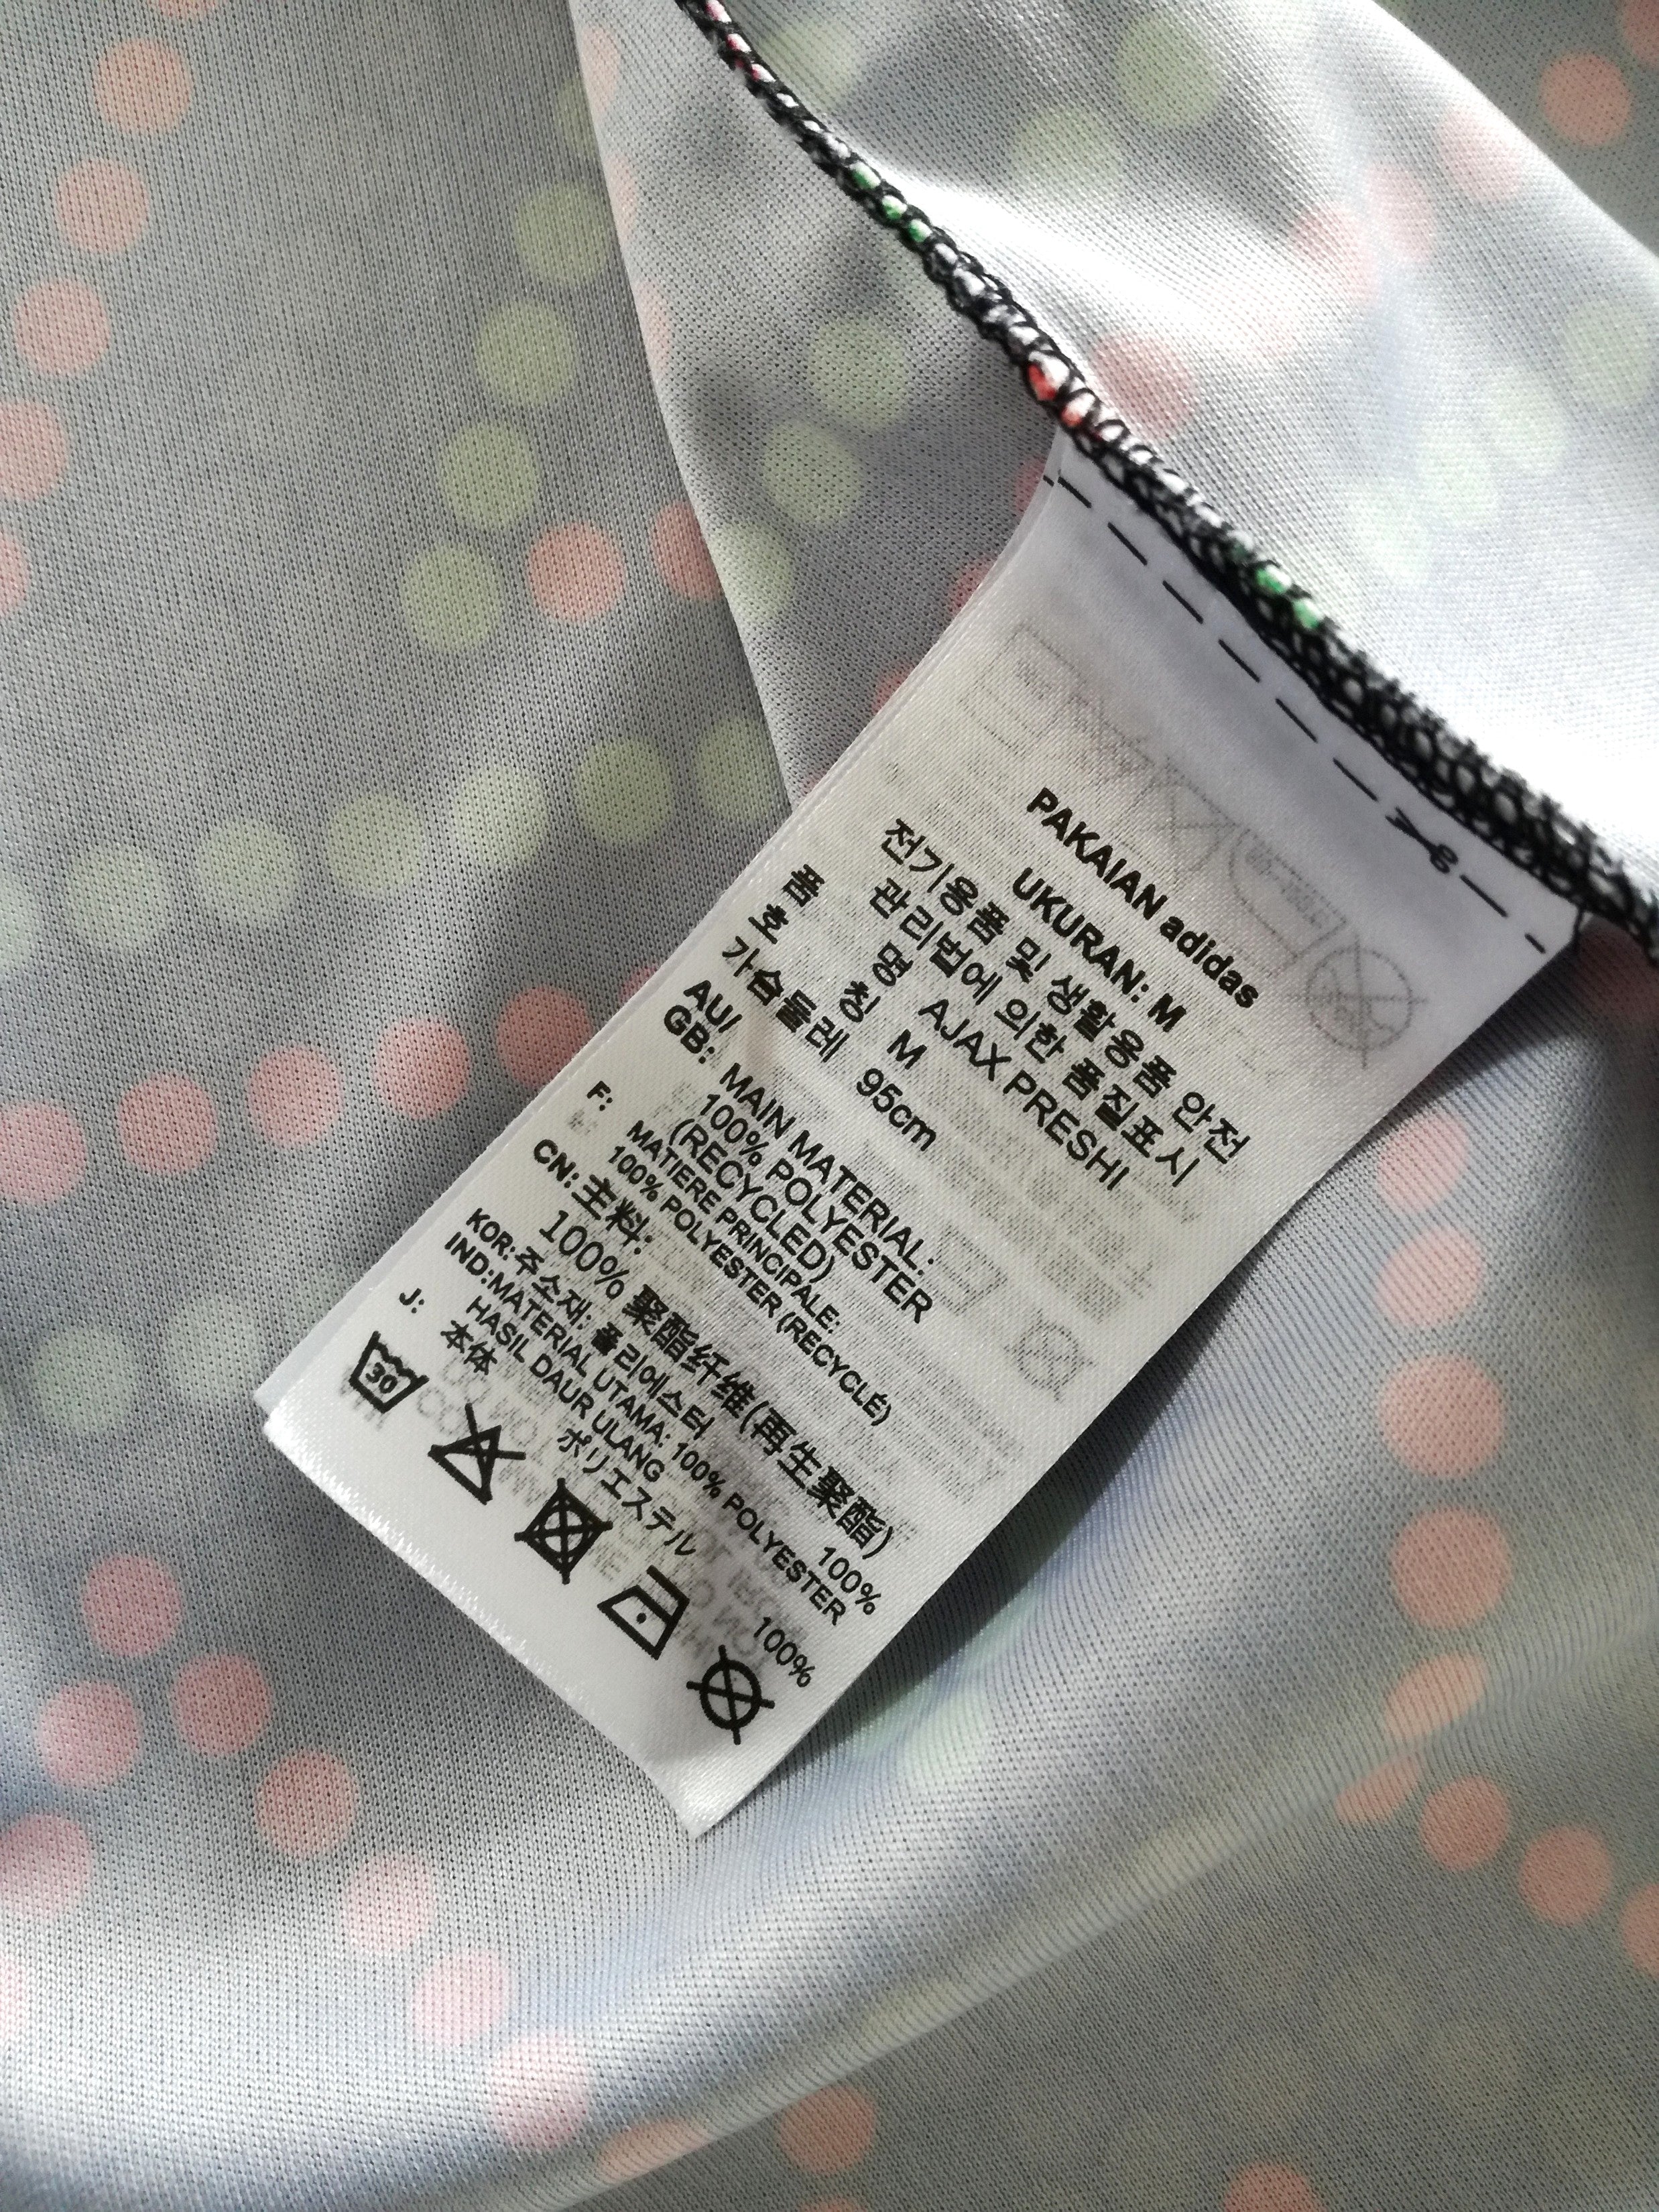 PAKAIAN adidas
UKURAN: M
전기용품 및 생활용품 안전
관리법에 의한 품질표시
품 명 AJAX PRESHI
호 칭 M
가슴둘레 95cm
AU/
GB: MAIN MATERIAL:
100% POLYESTER
(RECYCLED)
F: MATIERE PRINCIPALE:
100% POLYESTER (RECYCLÉ)
CN: 主料:
100% 聚酯纤维(再生聚酯)
KOR: 주소재: 폴리에스터 100%
IND: MATERIAL UTAMA: 100% POLYESTER
HASIL DAUR ULANG
J: 本体 ポリエステル 100%
30